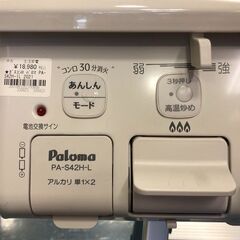 ¥18,980
SA2H-L 2021
コンロ30分消火
あんしん
モード
弱
強
3秒押し
高温炒め
電池交換サイン
Paloma
PA-S42H-L
アルカリ 単1×2